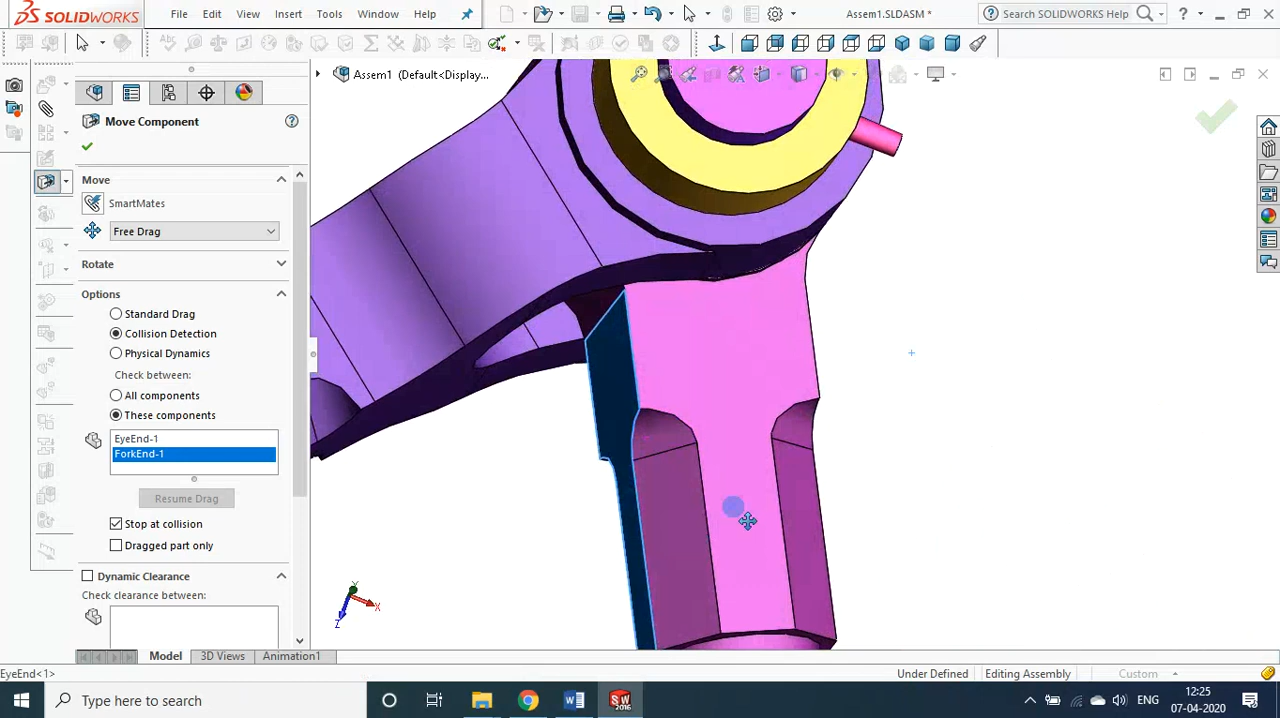 SOLIDWORKS File Edit View Insert Tools Window Help Assem1.SLDASM * Search SOLIDWORKS Help ?
Assem1 (Default<Display...
Move Component
Move
SmartMates
Free Drag
Rotate
Options
Standard Drag
Collision Detection
Physical Dynamics
Check between:
All components
These components
EyeEnd-1
ForkEnd-1
Resume Drag
Stop at collision
Dragged part only
Dynamic Clearance
Check clearance between:
Y
X
Z
Model 3D Views Animation1
EyeEnd<1> Under Defined Editing Assembly Custom
Type here to search SW 2016 ENG 12:25 07-04-2020